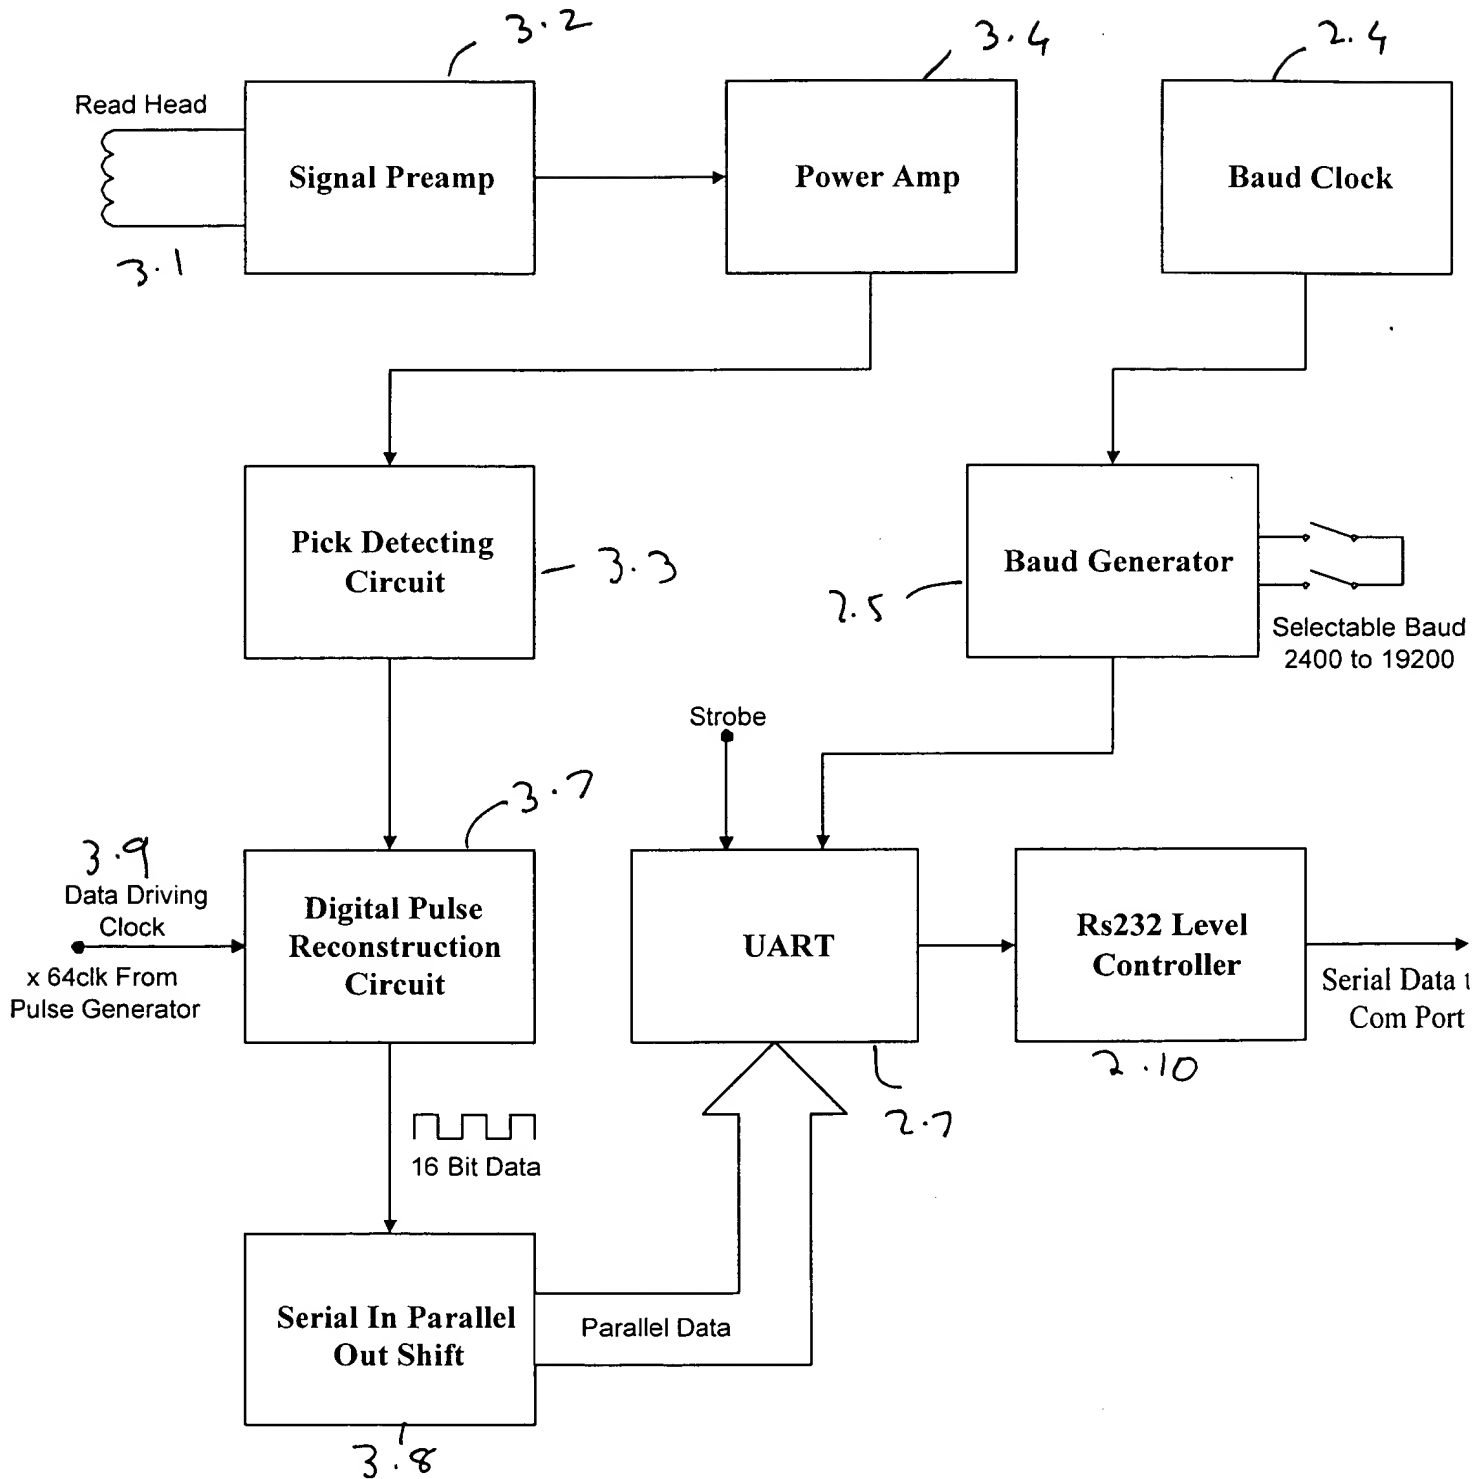 3.2
3.4
2.4
Read Head
Signal Preamp
Power Amp
Baud Clock
3.1
Pick Detecting
Circuit
3.3
Baud Generator
2.5
Selectable Baud
2400 to 19200
Strobe
3.7
3.9
Data Driving
Clock
x 64clk From
Pulse Generator
Digital Pulse
Reconstruction
Circuit
UART
Rs232 Level
Controller
Serial Data t
Com Port
2.10
2.7
16 Bit Data
Serial In Parallel
Out Shift
Parallel Data
3.8